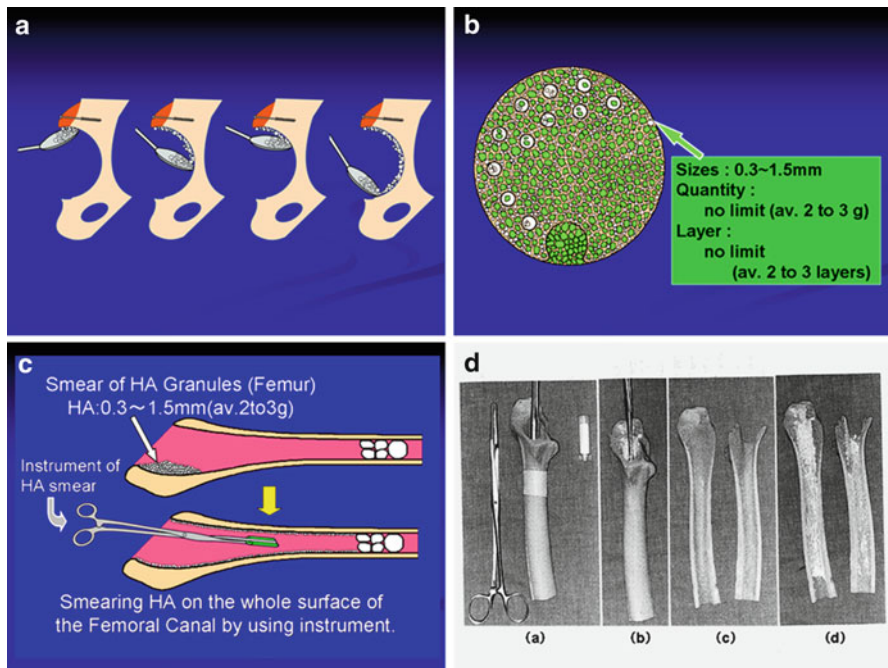 a
b
Sizes : 0.3~1.5mm
Quantity :
no limit (av. 2 to 3 g)
Layer :
no limit
(av. 2 to 3 layers)
c
Smear of HA Granules (Femur)
HA:0.3～1.5mm(av.2to3g)
Instrument of
HA smear
Smearing HA on the whole surface of
the Femoral Canal by using instrument.
d
(a) (b) (c) (d)